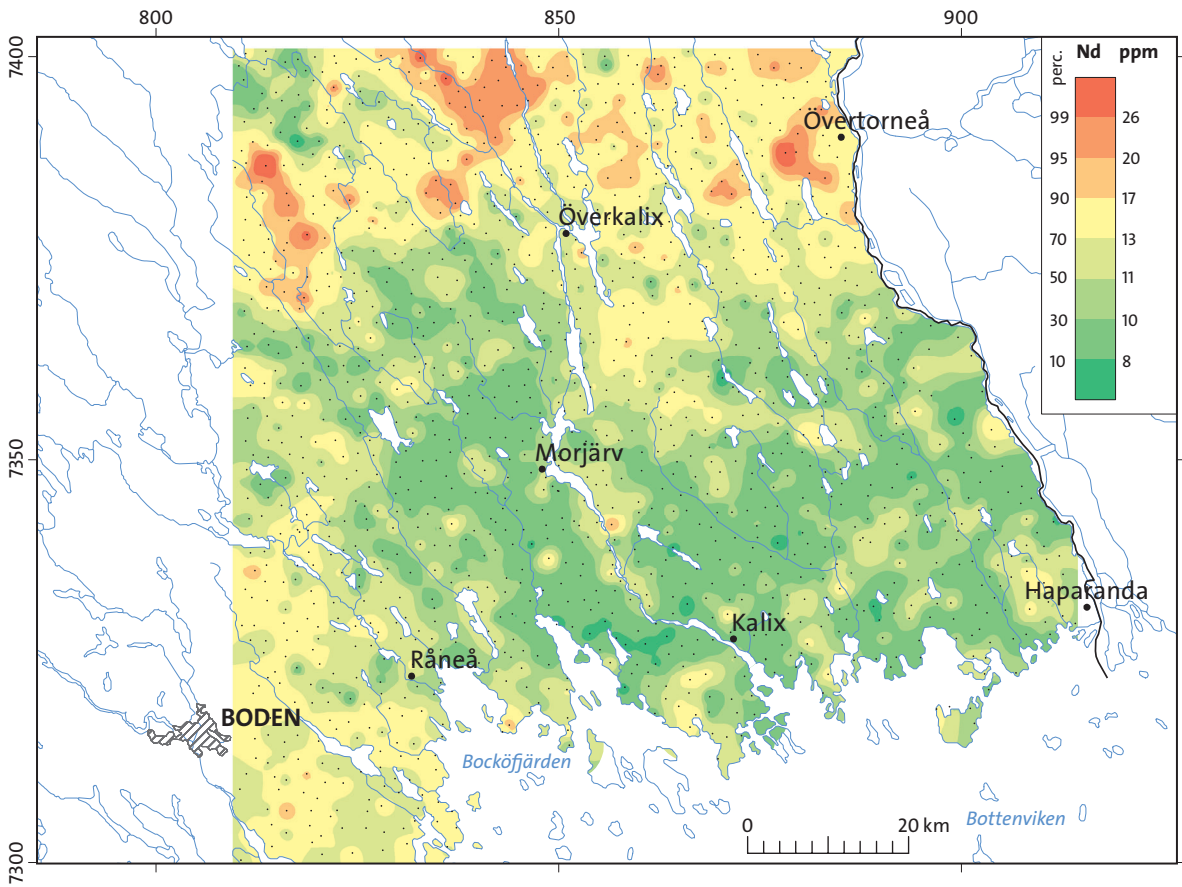 800 850 900
7400
7350
7300
perc. Nd ppm
99 26
95 20
90 17
70 13
50 11
30 10
10 8
Övertorneå
Överkalix
Morjärv
Haparanda
Kalix
Råneå
BODEN
Bocköfjärden
Bottenviken
0 20 km